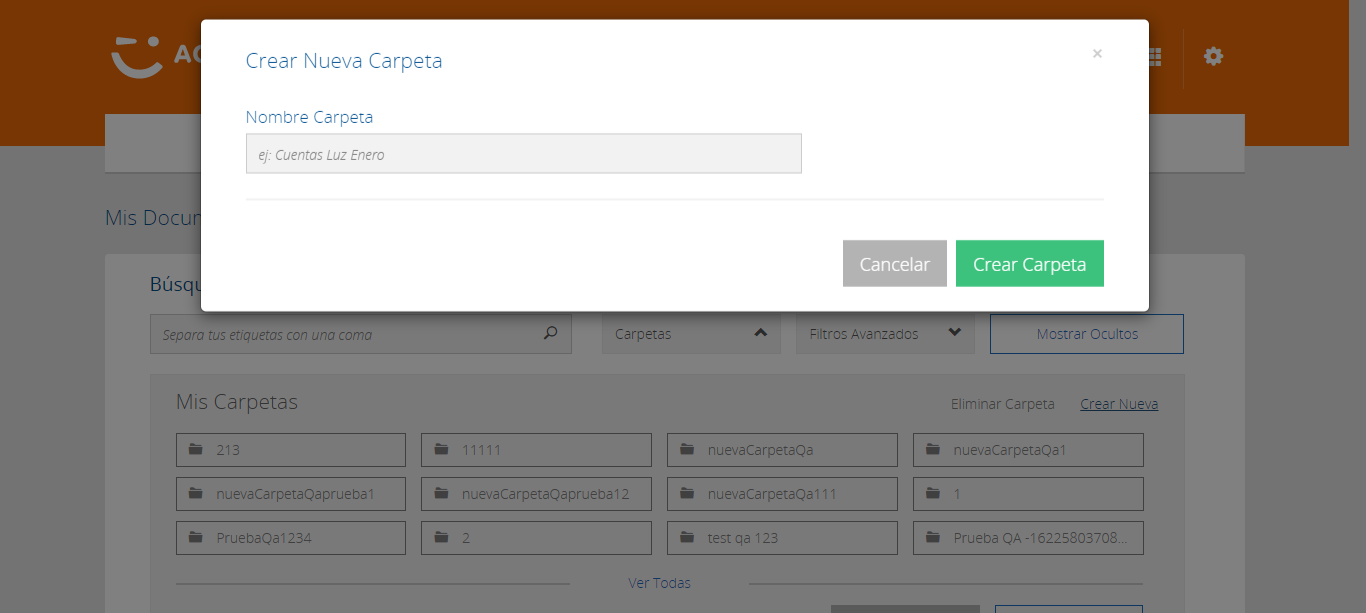 Crear Nueva Carpeta
×
Nombre Carpeta
ej: Cuentas Luz Enero
Cancelar
Crear Carpeta
Mis
Separa tus etiquetas con una coma
Carpetas
Filtros Avanzados
Mostrar Ocultos
Mis Carpetas
Eliminar Carpeta
Crear Nueva
213
11111
nuevaCarpetaQa
nuevaCarpetaQa1
nuevaCarpetaQaprueba1
nuevaCarpetaQaprueba12
nuevaCarpetaQa111
1
PruebaQa1234
2
test qa 123
Prueba QA -16225803708...
Ver Todas